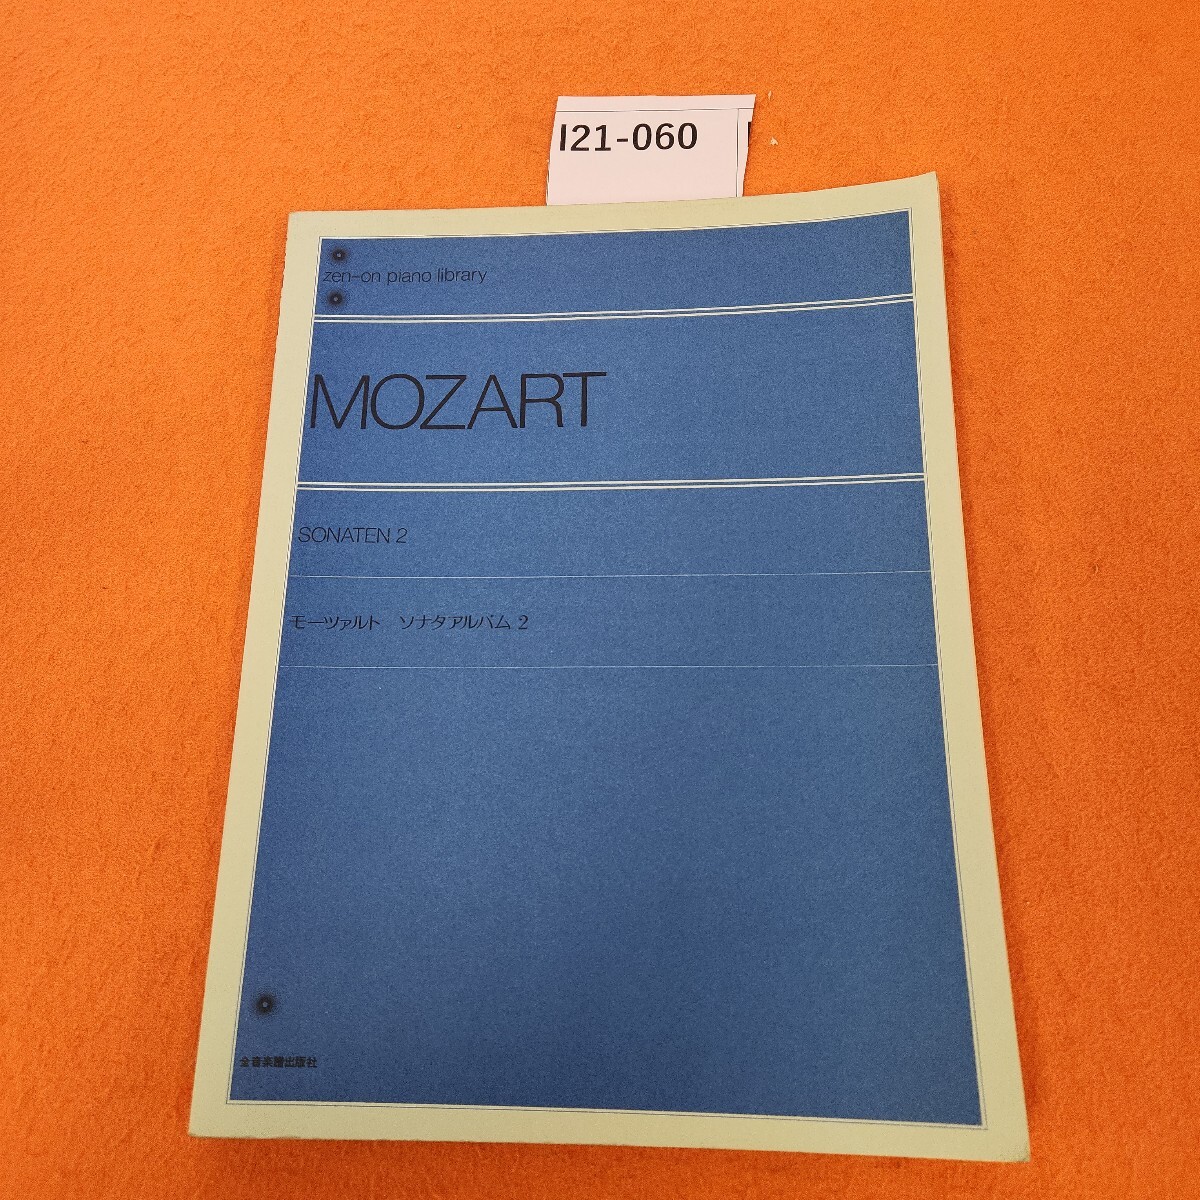 I21-060
zen-on piano library
MOZART
SONATEN 2
モーツァルト ソナタアルバム 2
全音楽譜出版社